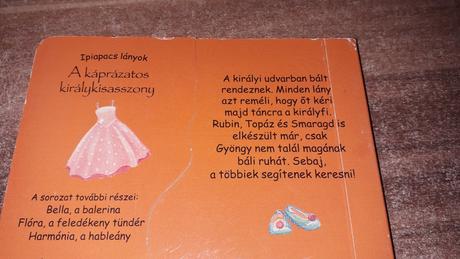 Ipiapacs lányok
A káprázatos
királykisasszony
A sorozat további részei:
Bella, a balerina
Flóra, a feledékeny tündér
Harmónia, a hableány
A királyi udvarban bált
rendeznek. Minden lány
azt reméli, hogy őt kéri
majd táncra a királyfi.
Rubin, Topáz és Smaragd is
elkészült már, csak
Gyöngy nem talál magának
báli ruhát. Sebaj,
a többiek segítenek keresni!